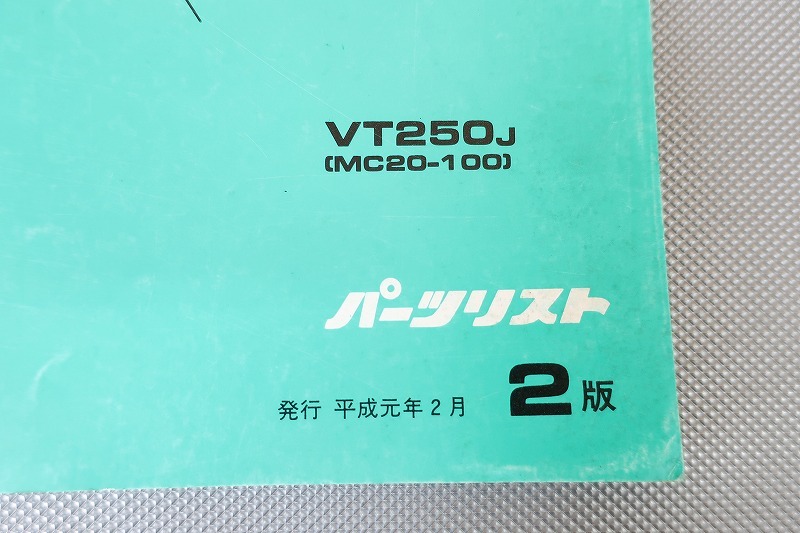 VT250J
(MC20-100)
パーツリスト
発行 平成元年2月 2版